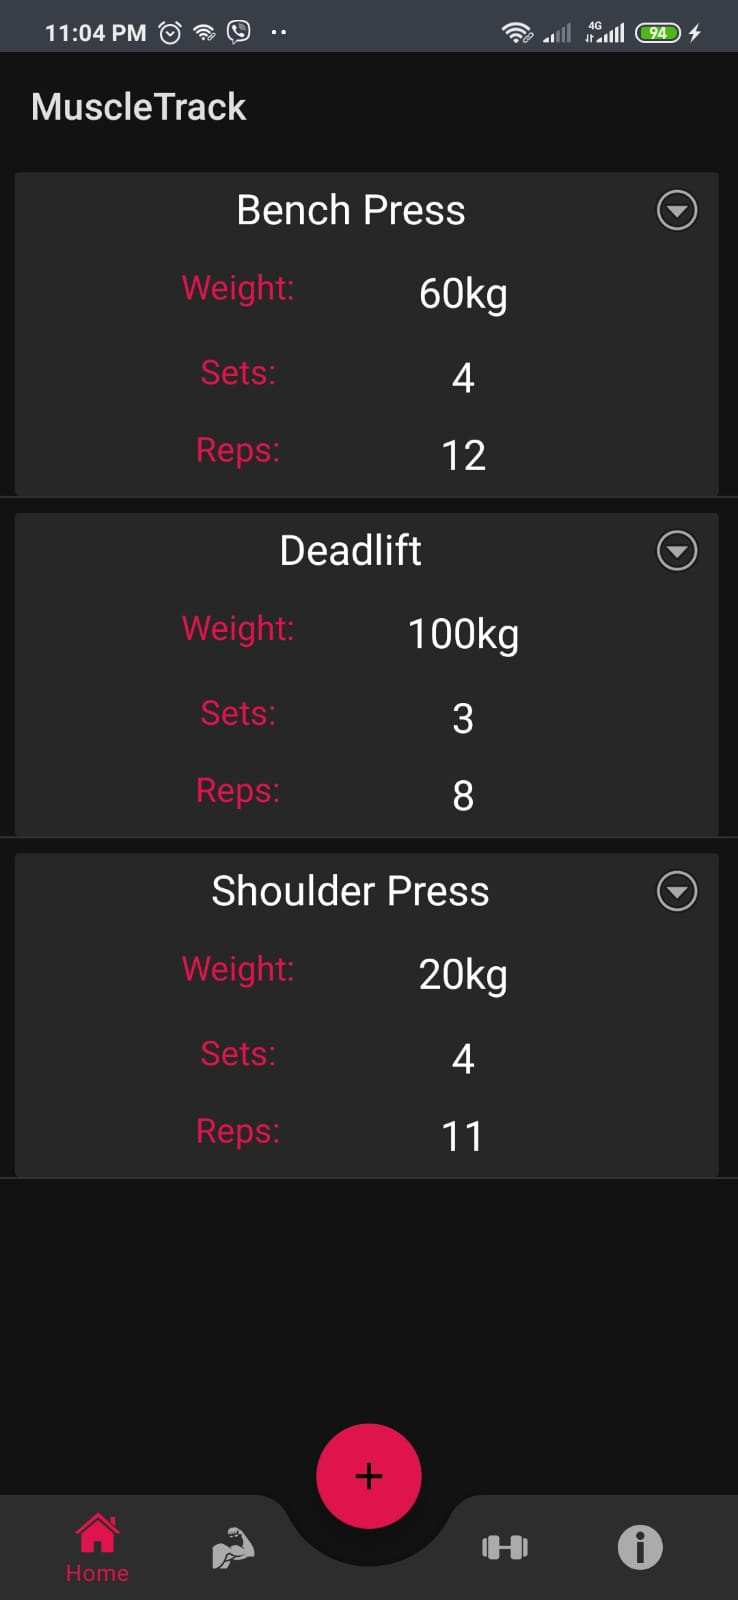 11:04 PM 4G 94
MuscleTrack
Bench Press
Weight: 60kg
Sets: 4
Reps: 12
Deadlift
Weight: 100kg
Sets: 3
Reps: 8
Shoulder Press
Weight: 20kg
Sets: 4
Reps: 11
+
Home